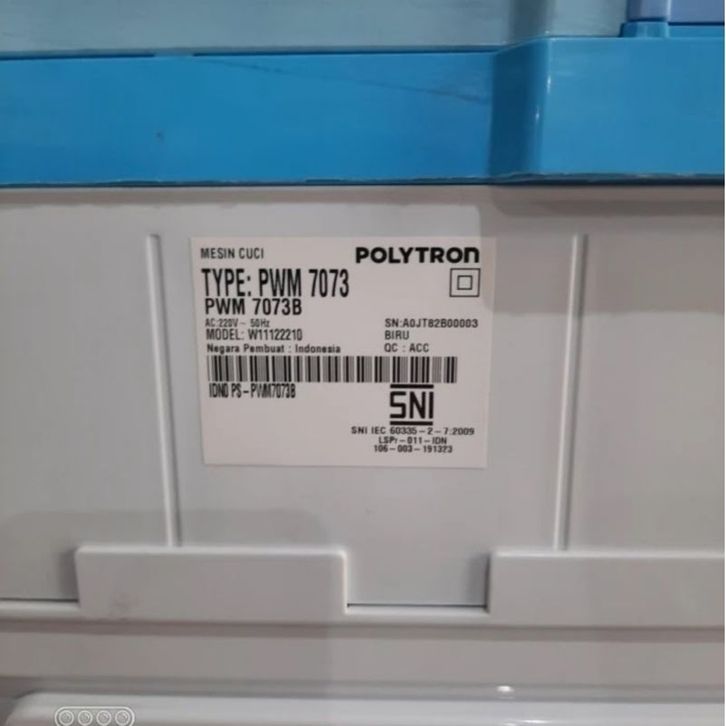 MESIN CUCI
POLYTRON
TYPE: PWM 7073
PWM 7073B
AC:220V~ 50Hz
SN:A0JT82B00003
MODEL: W11122210
BIRU
Negara Pembuat : Indonesia
QC : ACC
IDNO PS-PWM7073B
SNI
SNI IEC 60335-2-7:2009
LSPr-011-IDN
106-003-191323